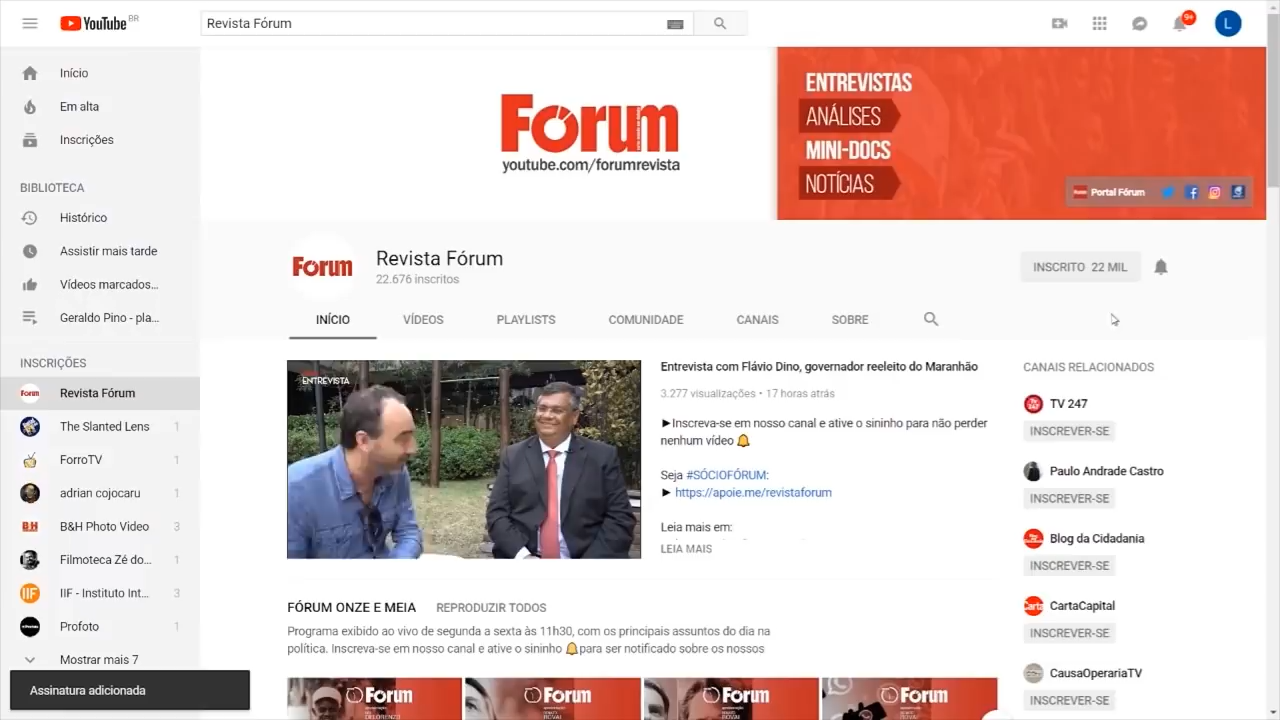 YouTube BR
Revista Fórum
9+
L
Início
Em alta
Inscrições
BIBLIOTECA
Histórico
Assistir mais tarde
Vídeos marcados...
Geraldo Pino - pla...
INSCRIÇÕES
Fórum
Revista Fórum
The Slanted Lens 1
ForroTV 1
adrian cojocaru 1
B&H Photo Video 3
Filmoteca Zé do... 1
IIF - Instituto Int... 3
Profoto 1
Mostrar mais 7
Assinatura adicionada
Fórum
youtube.com/forumrevista
ENTREVISTAS
ANÁLISES
MINI-DOCS
NOTÍCIAS
Portal Fórum
Fórum
Revista Fórum
22.676 inscritos
INSCRITO 22 MIL
INÍCIO
VÍDEOS
PLAYLISTS
COMUNIDADE
CANAIS
SOBRE
ENTREVISTA
Entrevista com Flávio Dino, governador reeleito do Maranhão
3.277 visualizações • 17 horas atrás
►Inscreva-se em nosso canal e ative o sininho para não perder
nenhum vídeo 🔔
Seja #SÓCIOFÓRUM:
► https://apoie.me/revistaforum
Leia mais em:
LEIA MAIS
FÓRUM ONZE E MEIA REPRODUZIR TODOS
Programa exibido ao vivo de segunda a sexta às 11h30, com os principais assuntos do dia na
política. Inscreva-se em nosso canal e ative o sininho 🔔para ser notificado sobre os nossos
Fórum
Fórum
Fórum
Fórum
CANAIS RELACIONADOS
TV 247
INSCREVER-SE
Paulo Andrade Castro
INSCREVER-SE
Blog da Cidadania
INSCREVER-SE
CartaCapital
INSCREVER-SE
CausaOperariaTV
INSCREVER-SE